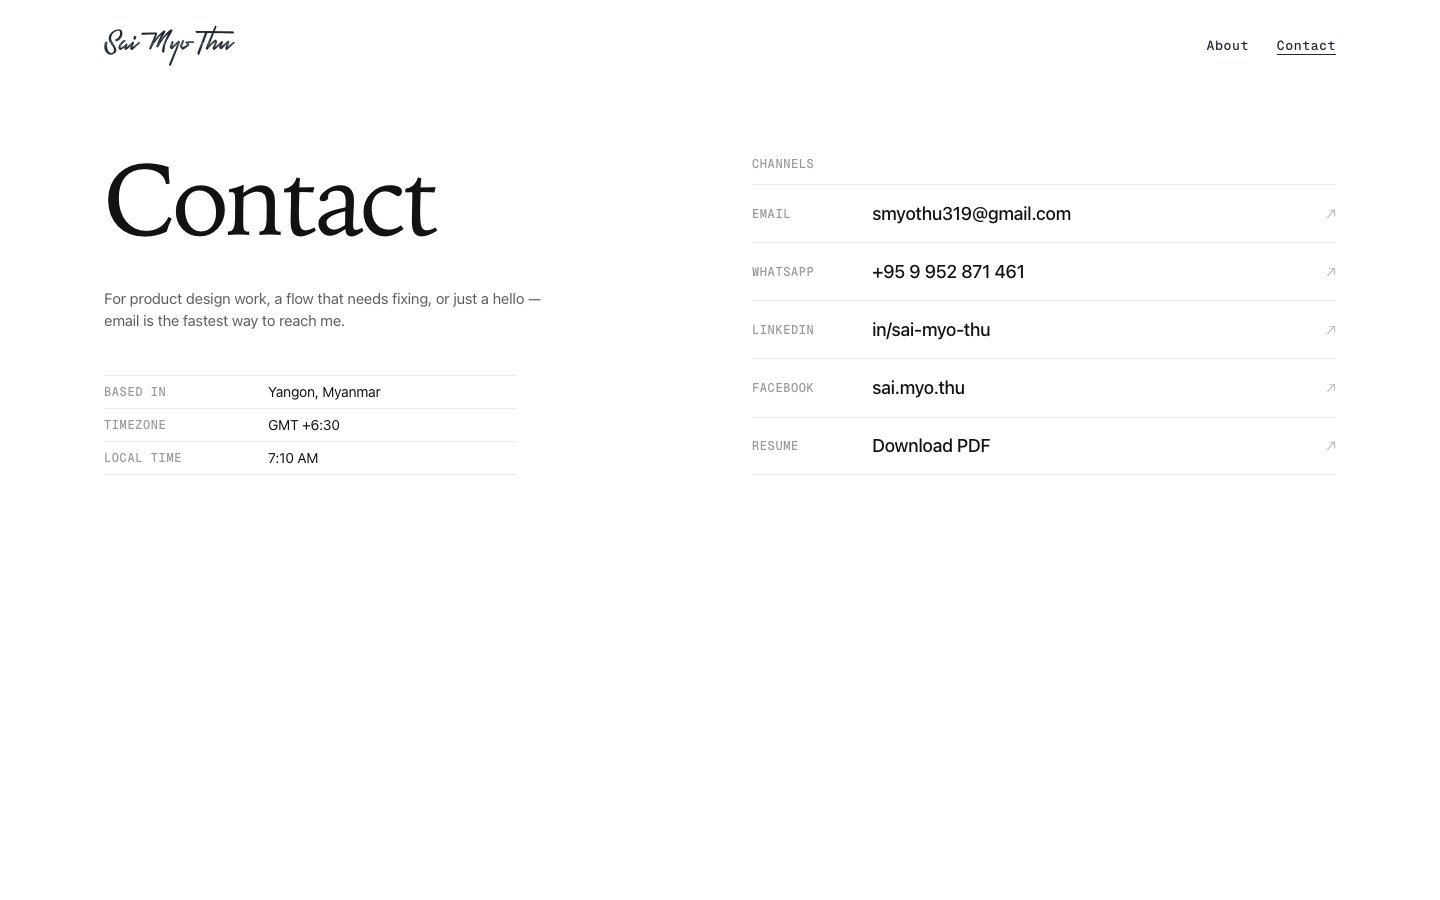 Sai Myo Thu
About
Contact
Contact
For product design work, a flow that needs fixing, or just a hello —
email is the fastest way to reach me.
BASED IN Yangon, Myanmar
TIMEZONE GMT +6:30
LOCAL TIME 7:10 AM
CHANNELS
EMAIL smyothu319@gmail.com ↗
WHATSAPP +95 9 952 871 461 ↗
LINKEDIN in/sai-myo-thu ↗
FACEBOOK sai.myo.thu ↗
RESUME Download PDF ↗